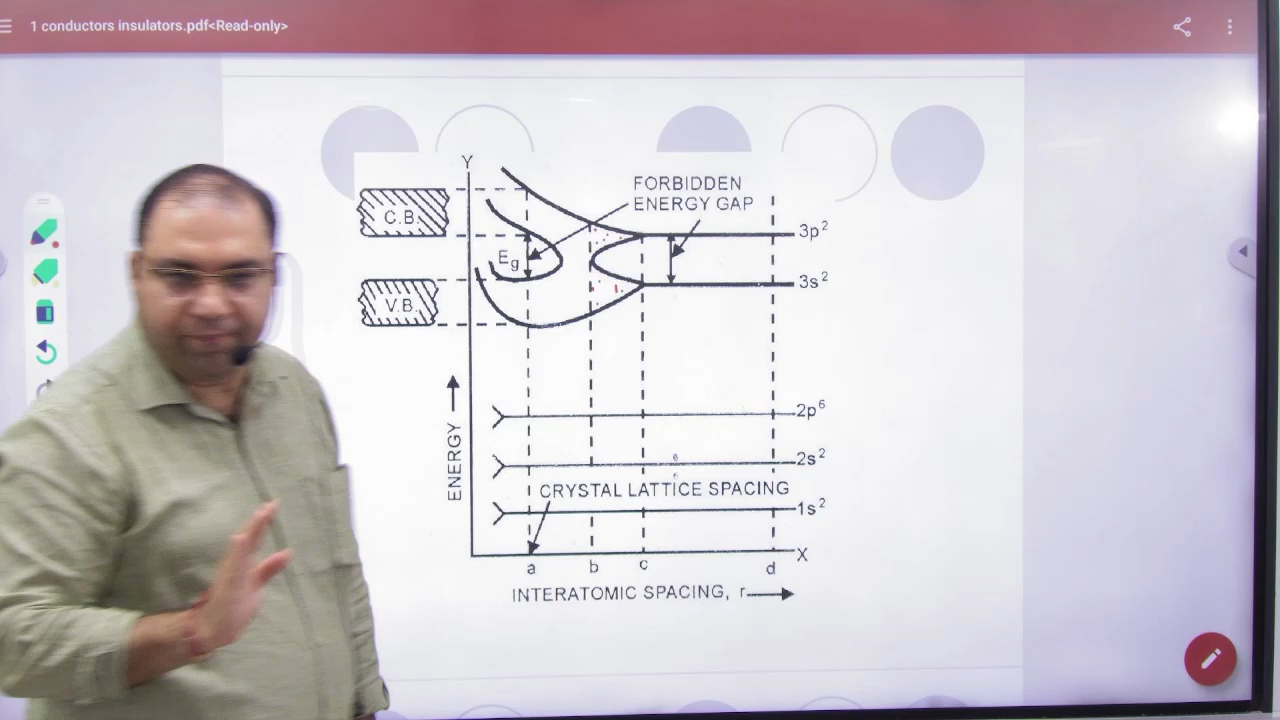 1 conductors insulators.pdf<Read-only>
Y
FORBIDDEN
ENERGY GAP
C.B.
3p²
Eg
3s²
V.B.
2p⁶
ENERGY
2s²
CRYSTAL LATTICE SPACING
1s²
X
a b c d
INTERATOMIC SPACING, r